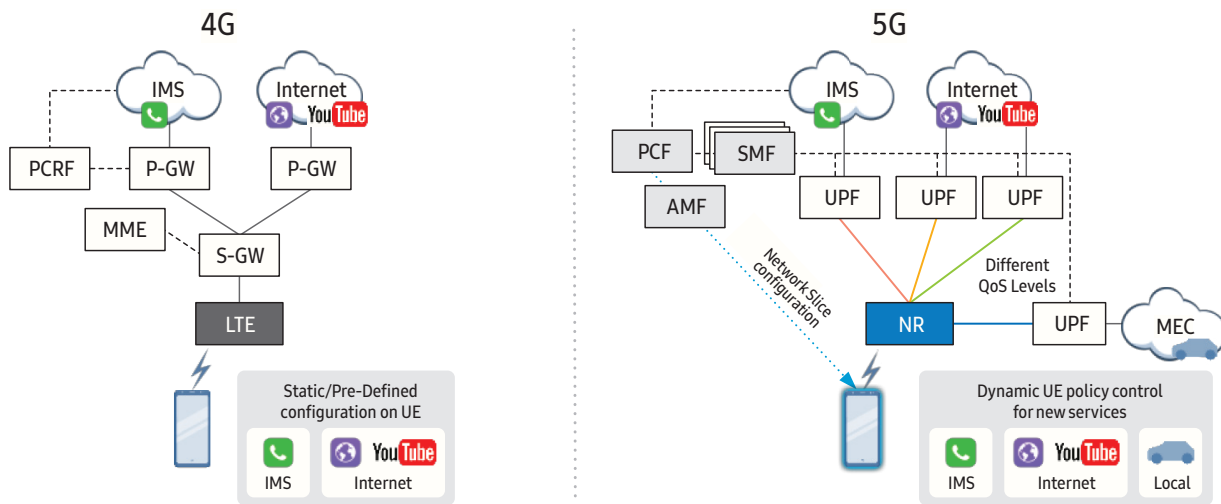 4G
IMS
Internet
YouTube
PCRF
P-GW
P-GW
MME
S-GW
LTE
Static/Pre-Defined
configuration on UE
IMS
YouTube
Internet
5G
IMS
Internet
YouTube
PCF
SMF
AMF
UPF
UPF
UPF
Network Slice
configuration
Different
QoS Levels
NR
UPF
MEC
Dynamic UE policy control
for new services
IMS
YouTube
Internet
Local